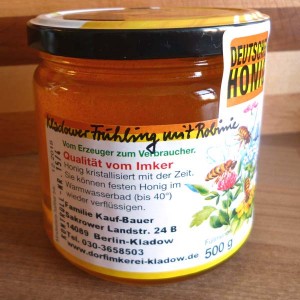 DEUTSCHER
HONIG
Kladower Frühling mit Robinie
Vom Erzeuger zum Verbraucher.
Qualität vom Imker
Honig kristallisiert mit der Zeit.
Sie können festen Honig im
Warmwasserbad (bis 40°)
wieder verflüssigen.
Familie Kauf-Bauer
Sakrower Landstr. 24 B
14089 Berlin-Kladow
Tel. 030-3658503
www.dorfimkerei-kladow.de
500 g